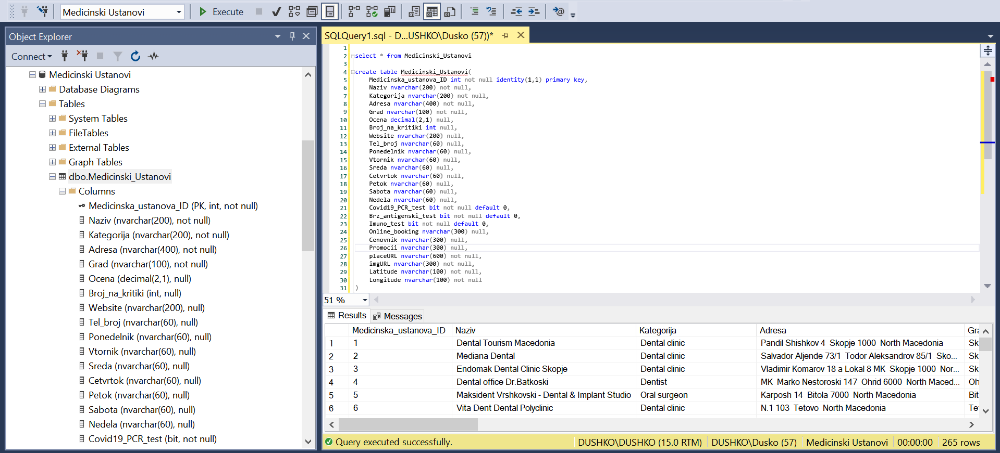 Medicinski Ustanovi
Execute
Object Explorer
Connect
Medicinski Ustanovi
Database Diagrams
Tables
System Tables
FileTables
External Tables
Graph Tables
dbo.Medicinski_Ustanovi
Columns
Medicinska_ustanova_ID (PK, int, not null)
Naziv (nvarchar(200), not null)
Kategorija (nvarchar(200), not null)
Adresa (nvarchar(400), not null)
Grad (nvarchar(100), not null)
Ocena (decimal(2,1), null)
Broj_na_kritiki (int, null)
Website (nvarchar(200), null)
Tel_broj (nvarchar(60), null)
Ponedelnik (nvarchar(60), null)
Vtornik (nvarchar(60), null)
Sreda (nvarchar(60), null)
Cetvrtok (nvarchar(60), null)
Petok (nvarchar(60), null)
Sabota (nvarchar(60), null)
Nedela (nvarchar(60), null)
Covid19_PCR_test (bit, not null)
SQLQuery1.sql - D...USHKO\Dusko (57))*
1
2 select * from Medicinski_Ustanovi
3
4 create table Medicinski_Ustanovi(
5 Medicinska_ustanova_ID int not null identity(1,1) primary key,
6 Naziv nvarchar(200) not null,
7 Kategorija nvarchar(200) not null,
8 Adresa nvarchar(400) not null,
9 Grad nvarchar(100) not null,
10 Ocena decimal(2,1) null,
11 Broj_na_kritiki int null,
12 Website nvarchar(200) null,
13 Tel_broj nvarchar(60) null,
14 Ponedelnik nvarchar(60) null,
15 Vtornik nvarchar(60) null,
16 Sreda nvarchar(60) null,
17 Cetvrtok nvarchar(60) null,
18 Petok nvarchar(60) null,
19 Sabota nvarchar(60) null,
20 Nedela nvarchar(60) null,
21 Covid19_PCR_test bit not null default 0,
22 Brz_antigenski_test bit not null default 0,
23 Imuno_test bit not null default 0,
24 Online_booking nvarchar(300) null,
25 Cenovnik nvarchar(300) null,
26 Promocii nvarchar(300) null,
27 placeURL nvarchar(600) not null,
28 imgURL nvarchar(300) not null,
29 Latitude nvarchar(100) not null,
30 Longitude nvarchar(100) not null
31 )
51 %
Results Messages
Medicinska_ustanova_ID Naziv Kategorija Adresa Gra
1 1 Dental Tourism Macedonia Dental clinic Pandil Shishkov 4 Skopje 1000 North Macedonia Sk
2 2 Mediana Dental Dental clinic Salvador Aljende 73/1 Todor Aleksandrov 85/1 Sko... Sk
3 3 Endomak Dental Clinic Skopje Dental clinic Vladimir Komarov 18 a Lokal 8 MK Skopje 1000 Nor... Sk
4 4 Dental office Dr.Batkoski Dentist MK Marko Nestoroski 147 Ohrid 6000 North Maced... Oh
5 5 Maksident Vrshkovski - Dental & Implant Studio Oral surgeon Karposh 14 Bitola 7000 North Macedonia Bit
6 6 Vita Dent Dental Polyclinic Dental clinic N.1 103 Tetovo North Macedonia Te
Query executed successfully. DUSHKO\DUSHKO (15.0 RTM) DUSHKO\Dusko (57) Medicinski Ustanovi 00:00:00 265 rows